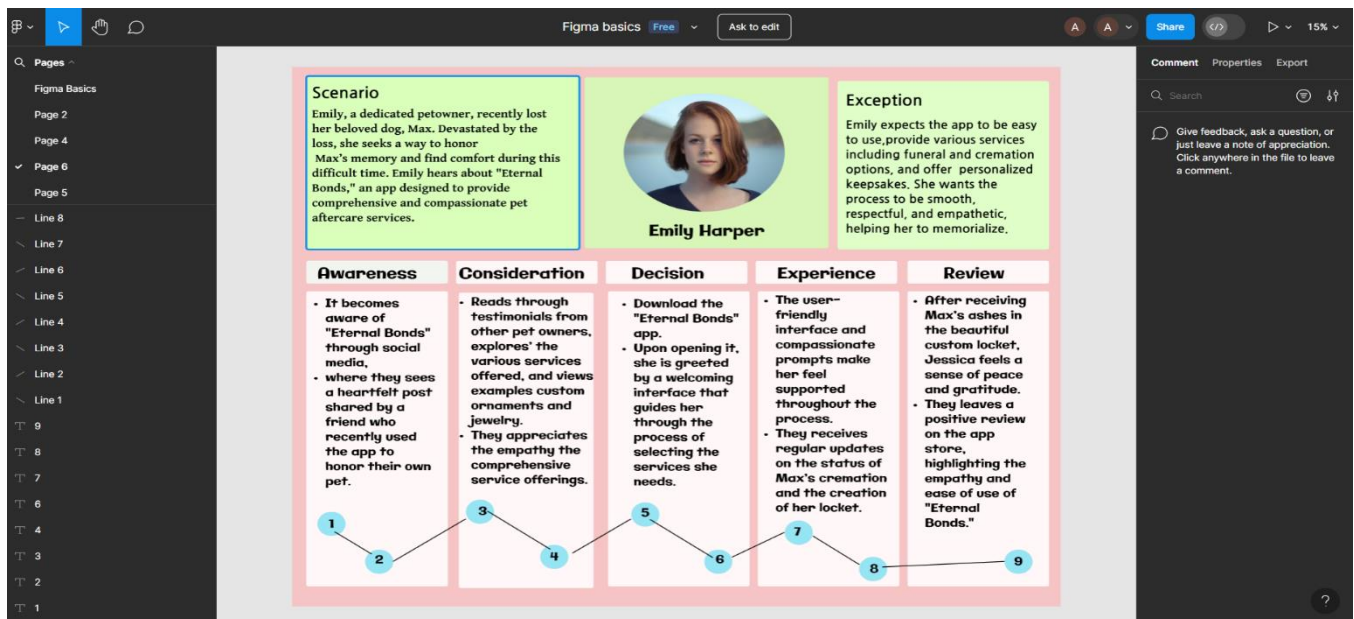 Figma basics Free
Ask to edit
A
A
Share
</>
15%
Pages
Figma Basics
Page 2
Page 4
Page 6
Page 5
Line 8
Line 7
Line 6
Line 5
Line 4
Line 3
Line 2
Line 1
T 9
T 8
T 7
T 6
T 4
T 3
T 2
T 1
Scenario
Emily, a dedicated petowner, recently lost
her beloved dog, Max. Devastated by the
loss, she seeks a way to honor
Max's memory and find comfort during this
difficult time. Emily hears about "Eternal
Bonds," an app designed to provide
comprehensive and compassionate pet
aftercare services.
Emily Harper
Exception
Emily expects the app to be easy
to use,provide various services
including funeral and cremation
options, and offer personalized
keepsakes. She wants the
process to be smooth,
respectful, and empathetic,
helping her to memorialize.
Awareness
• It becomes
aware of
"Eternal Bonds"
through social
media,
• where they sees
a heartfelt post
shared by a
friend who
recently used
the app to
honor their own
pet.
Consideration
• Reads through
testimonials from
other pet owners,
explores' the
various services
offered, and views
examples custom
ornaments and
jewelry.
• They appreciates
the empathy the
comprehensive
service offerings.
Decision
• Download the
"Eternal Bonds"
app.
• Upon opening it,
she is greeted
by a welcoming
interface that
guides her
through the
process of
selecting the
services she
needs.
Experience
• The user-
friendly
interface and
compassionate
prompts make
her feel
supported
throughout the
process.
• They receives
regular updates
on the status of
Max's cremation
and the creation
of her locket.
Review
• After receiving
Max's ashes in
the beautiful
custom locket,
Jessica feels a
sense of peace
and gratitude.
• They leaves a
positive review
on the app
store,
highlighting the
empathy and
ease of use of
"Eternal
Bonds."
1
2
3
4
5
6
7
8
9
Comment Properties Export
Search
Give feedback, ask a question, or
just leave a note of appreciation.
Click anywhere in the file to leave
a comment.
?